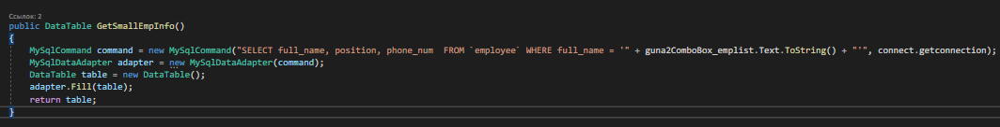 Ссылок: 2
public DataTable GetSmallEmpInfo()
{
MySqlCommand command = new MySqlCommand("SELECT full_name, position, phone_num  FROM `employee` WHERE full_name = '" + guna2ComboBox_emplist.Text.ToString() + "'", connect.getconnection);
MySqlDataAdapter adapter = new MySqlDataAdapter(command);
DataTable table = new DataTable();
adapter.Fill(table);
return table;
}